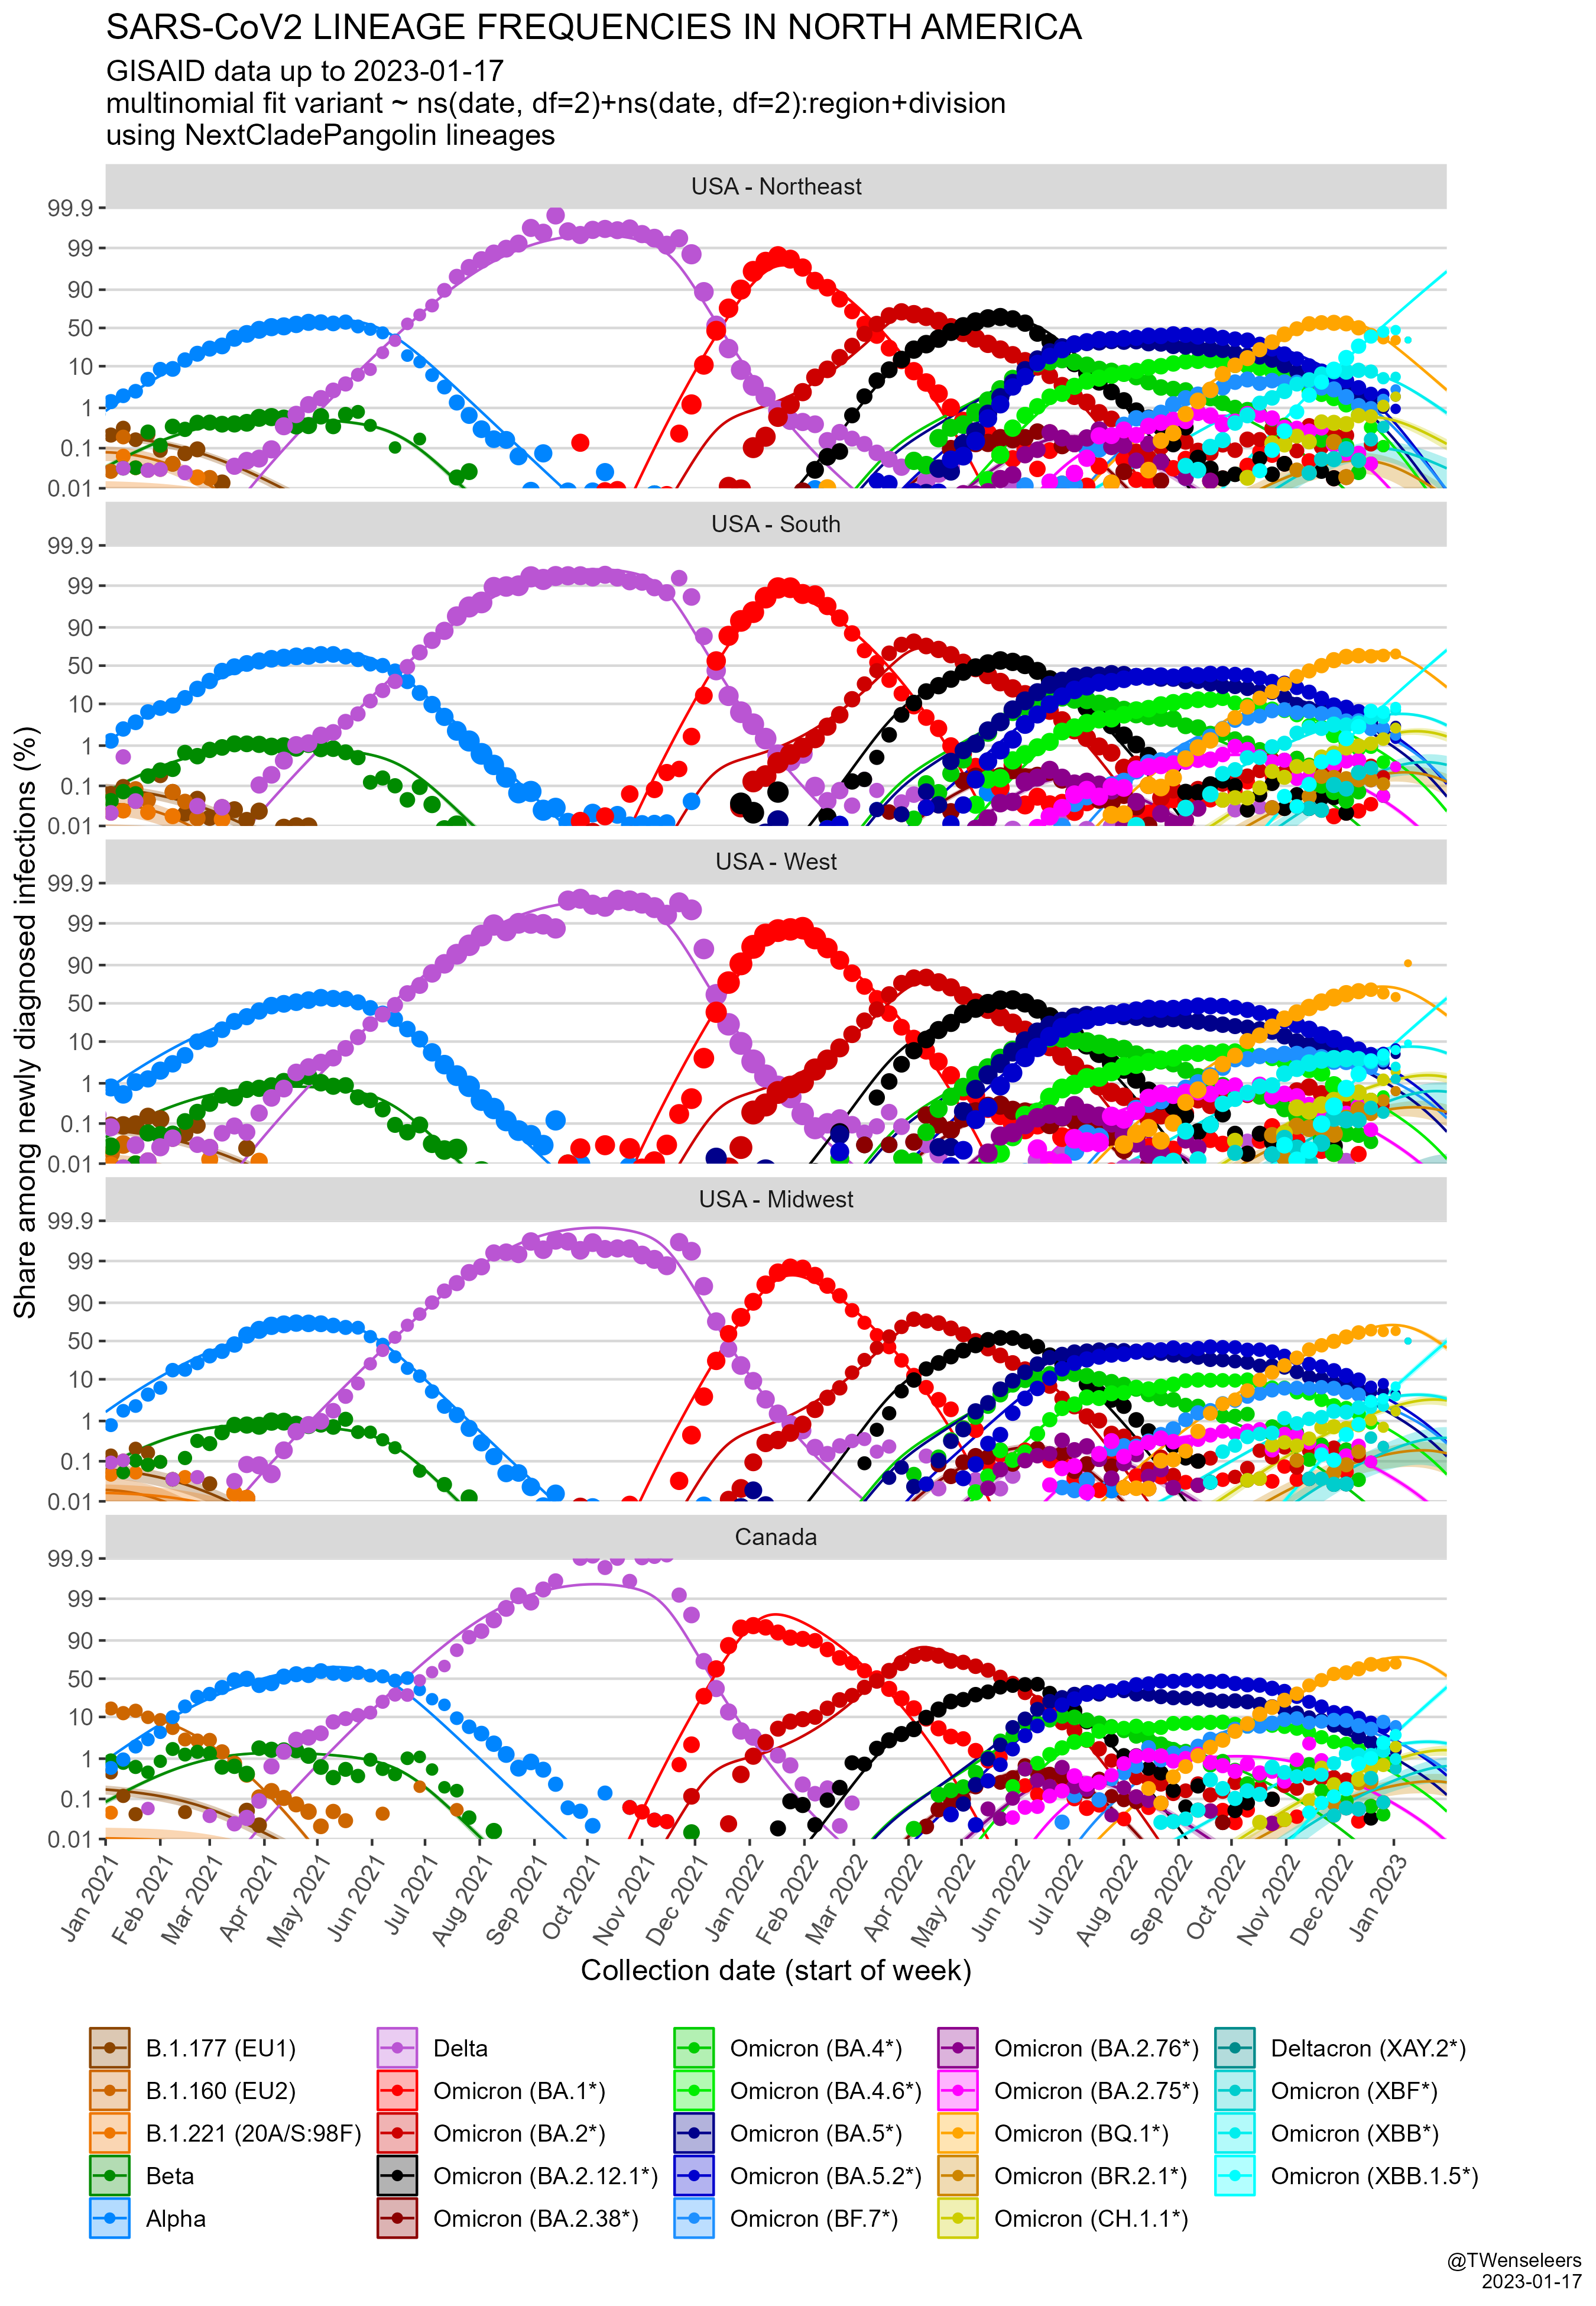 SARS-CoV2 LINEAGE FREQUENCIES IN NORTH AMERICA
GISAID data up to 2023-01-17
multinomial fit variant ~ ns(date, df=2)+ns(date, df=2):region+division
using NextCladePangolin lineages
Share among newly diagnosed infections (%)
USA - Northeast
99.9
99
90
50
10
1
0.1
0.01
USA - South
99.9
99
90
50
10
1
0.1
0.01
USA - West
99.9
99
90
50
10
1
0.1
0.01
USA - Midwest
99.9
99
90
50
10
1
0.1
0.01
Canada
99.9
99
90
50
10
1
0.1
0.01
Jan 2021
Feb 2021
Mar 2021
Apr 2021
May 2021
Jun 2021
Jul 2021
Aug 2021
Sep 2021
Oct 2021
Nov 2021
Dec 2021
Jan 2022
Feb 2022
Mar 2022
Apr 2022
May 2022
Jun 2022
Jul 2022
Aug 2022
Sep 2022
Oct 2022
Nov 2022
Dec 2022
Jan 2023
Collection date (start of week)
B.1.177 (EU1)
B.1.160 (EU2)
B.1.221 (20A/S:98F)
Beta
Alpha
Delta
Omicron (BA.1*)
Omicron (BA.2*)
Omicron (BA.2.12.1*)
Omicron (BA.2.38*)
Omicron (BA.4*)
Omicron (BA.4.6*)
Omicron (BA.5*)
Omicron (BA.5.2*)
Omicron (BF.7*)
Omicron (BA.2.76*)
Omicron (BA.2.75*)
Omicron (BQ.1*)
Omicron (BR.2.1*)
Omicron (CH.1.1*)
Deltacron (XAY.2*)
Omicron (XBF*)
Omicron (XBB*)
Omicron (XBB.1.5*)
@TWenseleers
2023-01-17